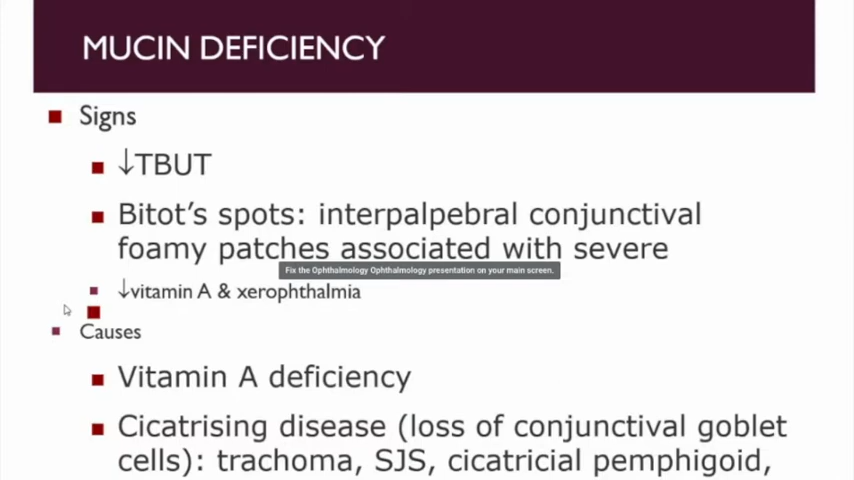 MUCIN DEFICIENCY
Signs
↓TBUT
Bitot's spots: interpalpebral conjunctival
foamy patches associated with severe
Fix the Ophthalmology Ophthalmology presentation on your main screen.
↓vitamin A & xerophthalmia
Causes
Vitamin A deficiency
Cicatrising disease (loss of conjunctival goblet
cells): trachoma, SJS, cicatricial pemphigoid,